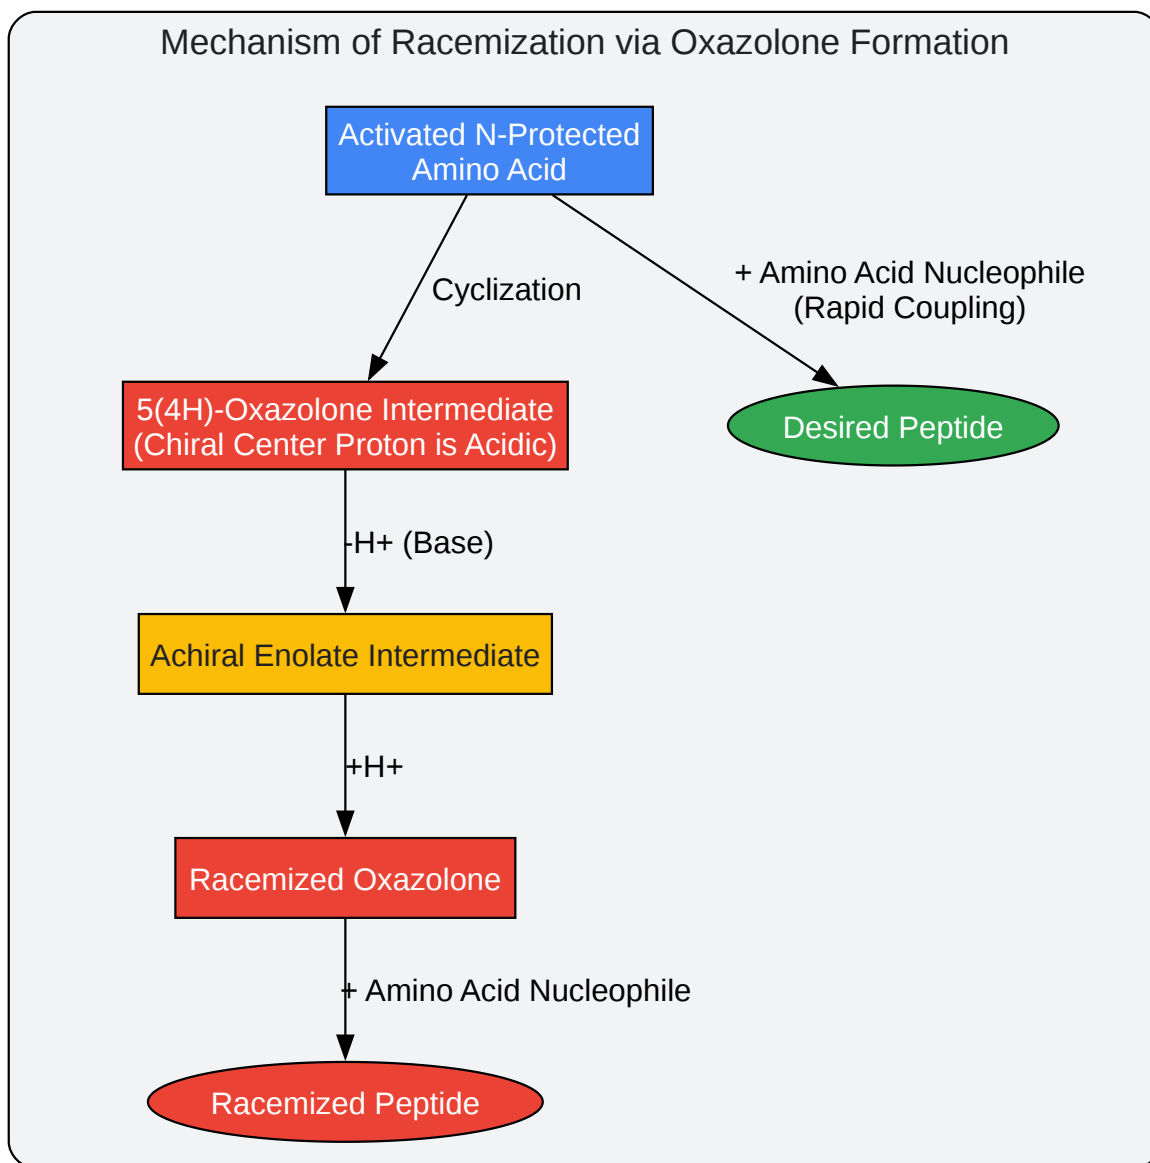 Mechanism of Racemization via Oxazolone Formation
Activated N-Protected
Amino Acid
Cyclization
+ Amino Acid Nucleophile
(Rapid Coupling)
5(4H)-Oxazolone Intermediate
(Chiral Center Proton is Acidic)
Desired Peptide
-H+ (Base)
Achiral Enolate Intermediate
+H+
Racemized Oxazolone
+ Amino Acid Nucleophile
Racemized Peptide